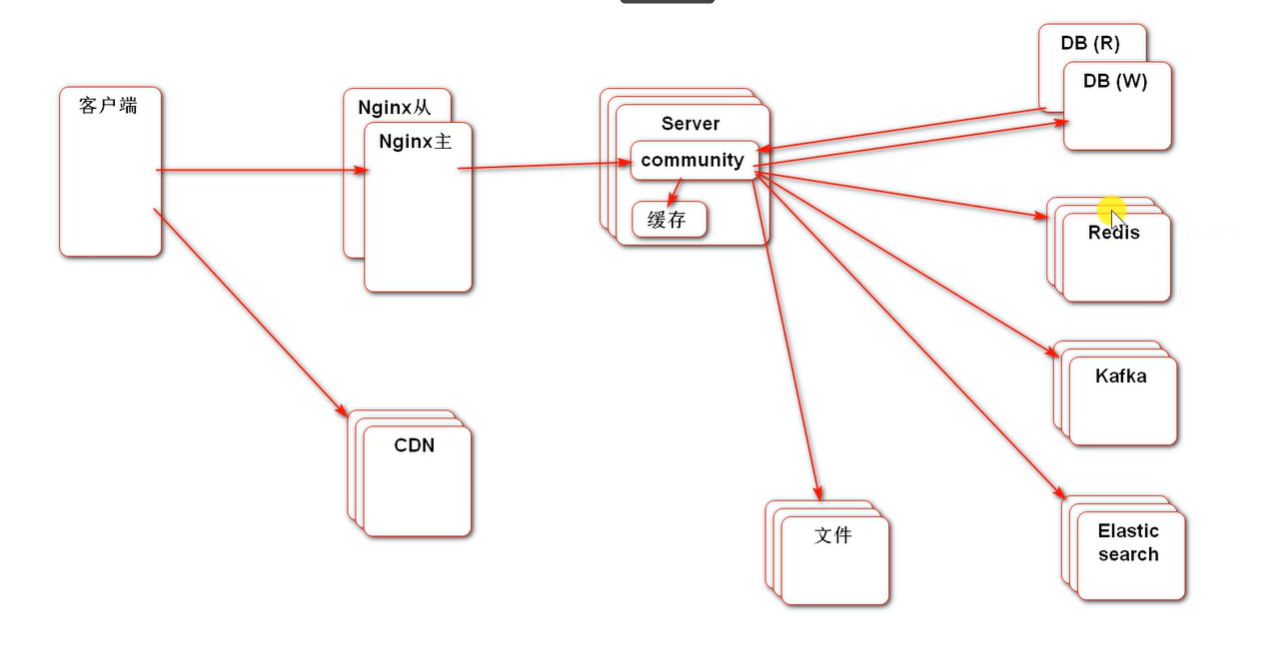 客户端
Nginx从
Nginx主
CDN
Server
community
缓存
DB (R)
DB (W)
Redis
Kafka
Elastic
search
文件